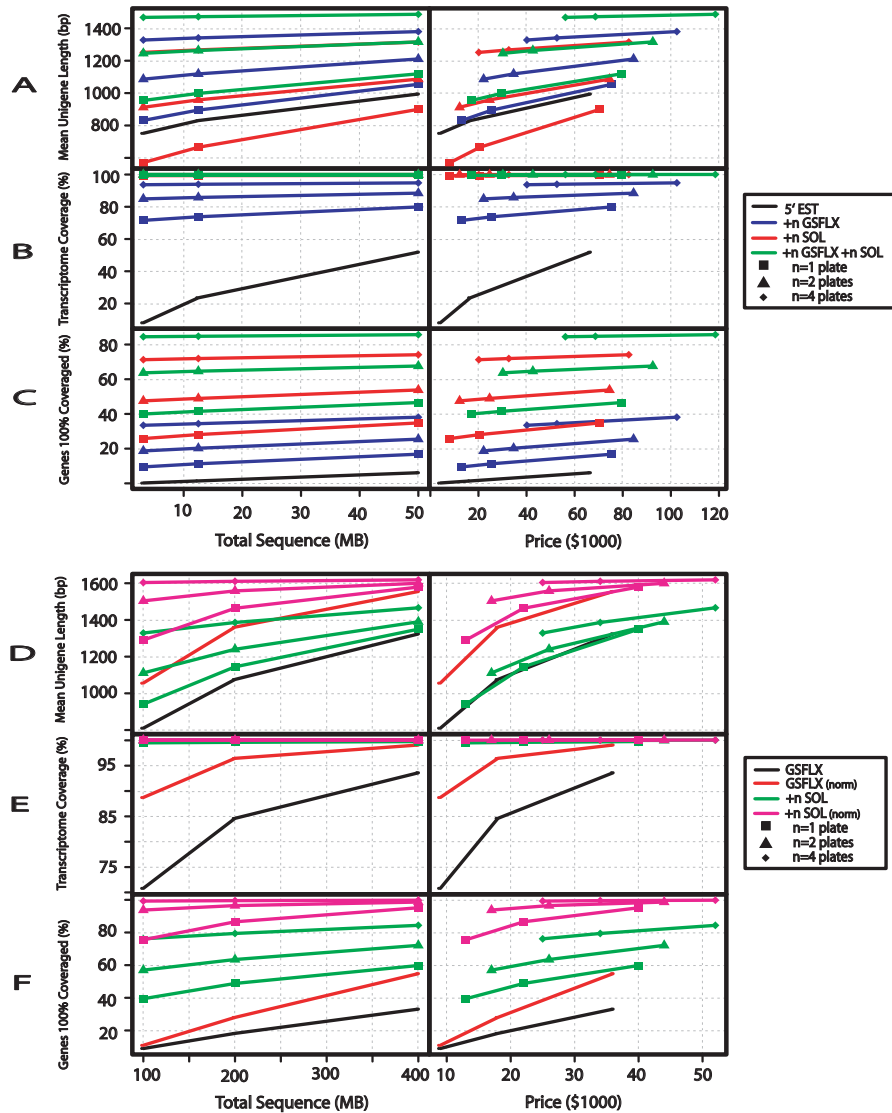 A
Mean Unigene Length (bp)
1400
1200
1000
800
B
Transcriptome Coverage (%)
100
80
60
40
20
C
Genes 100% Coveraged (%)
80
60
40
20
10 20 30 40 50
Total Sequence (MB)
20 40 60 80 100 120
Price ($1000)
5' EST
+n GSFLX
+n SOL
+n GSFLX +n SOL
n=1 plate
n=2 plates
n=4 plates
D
Mean Unigene Length (bp)
1600
1400
1200
1000
E
Transcriptome Coverage (%)
95
85
75
F
Genes 100% Coveraged (%)
80
60
40
20
100 200 300 400
Total Sequence (MB)
10 20 30 40 50
Price ($1000)
GSFLX
GSFLX (norm)
+n SOL
+n SOL (norm)
n=1 plate
n=2 plates
n=4 plates